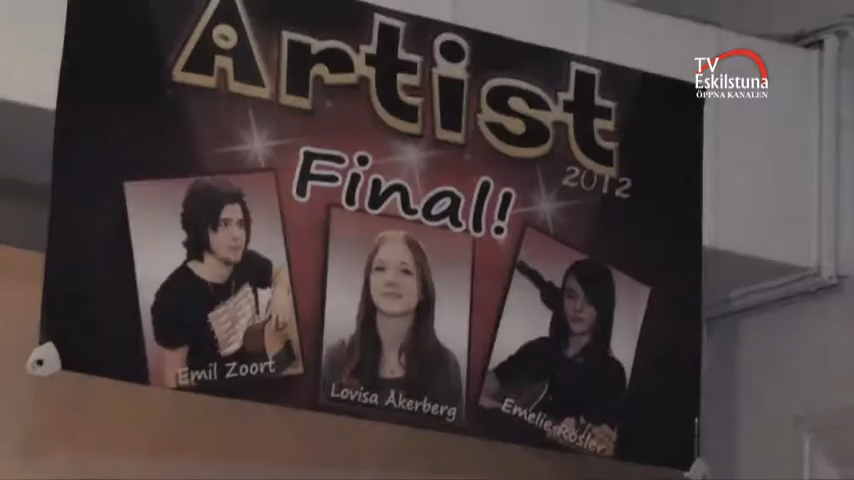 Artist
2012
Final!
Emil Zoort
Lovisa Åkerberg
Emelie Rosler
TV
Eskilstuna
ÖPPNA KANALEN